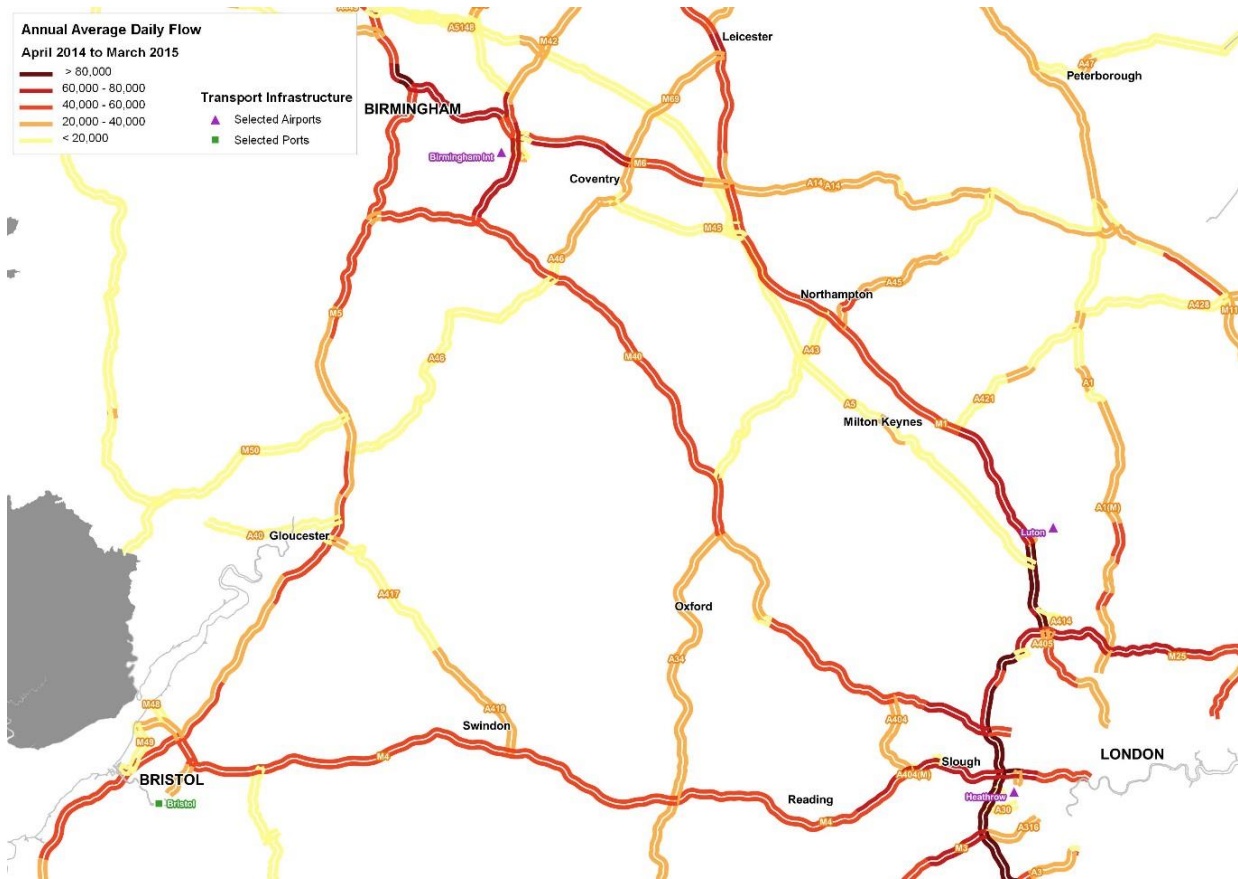 Annual Average Daily Flow
April 2014 to March 2015
> 80,000
60,000 - 80,000
40,000 - 60,000
20,000 - 40,000
< 20,000
Transport Infrastructure
Selected Airports
Selected Ports
A5148
M42
Leicester
A47
Peterborough
BIRMINGHAM
M69
Birmingham Int
M6
Coventry
A14
A14
M45
A46
Northampton
A45
A428
M11
M5
A46
M40
A43
A1
A5
A421
Milton Keynes
M1
M50
A1(M)
Luton
A40
Gloucester
A417
Oxford
A414
A405
A34
M25
M48
A419
A404
Swindon
M49
M4
LONDON
BRISTOL
Slough
A404(M)
Bristol
Reading
Heathrow
A30
M4
A316
M3
A3